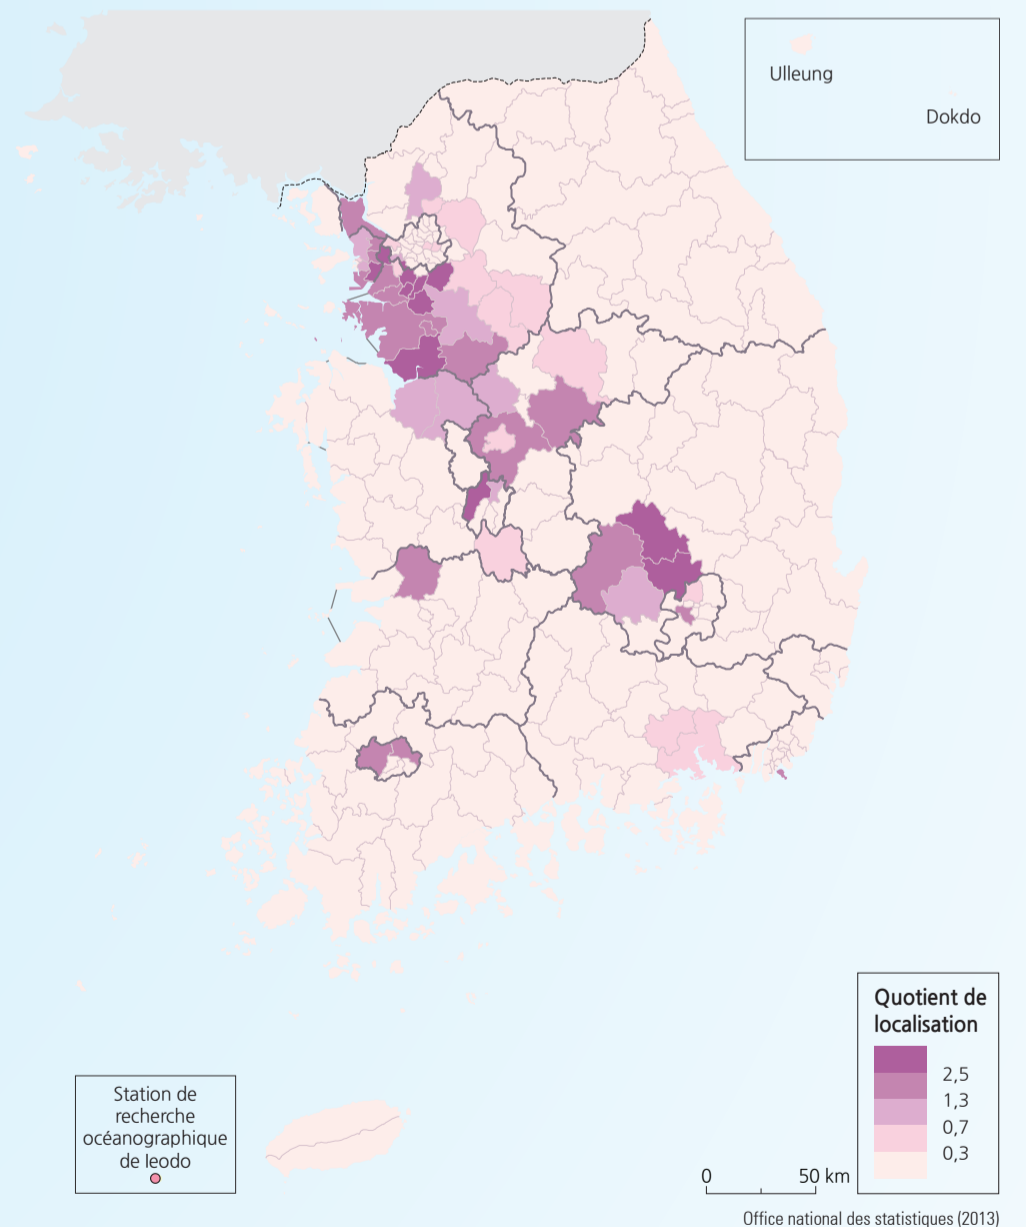 Ulleung
Dokdo
Quotient de
localisation
2,5
1,3
0,7
0,3
Station de
recherche
océanographique
de Ieodo
0 50 km
Office national des statistiques (2013)